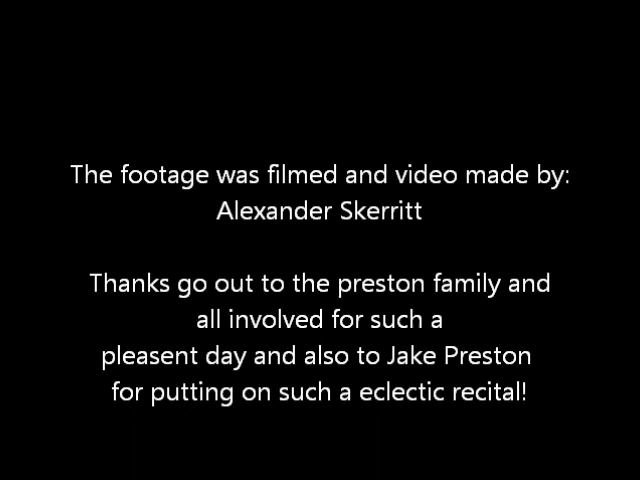 The footage was filmed and video made by:
Alexander Skerritt
Thanks go out to the preston family and
all involved for such a
pleasent day and also to Jake Preston
for putting on such a eclectic recital!